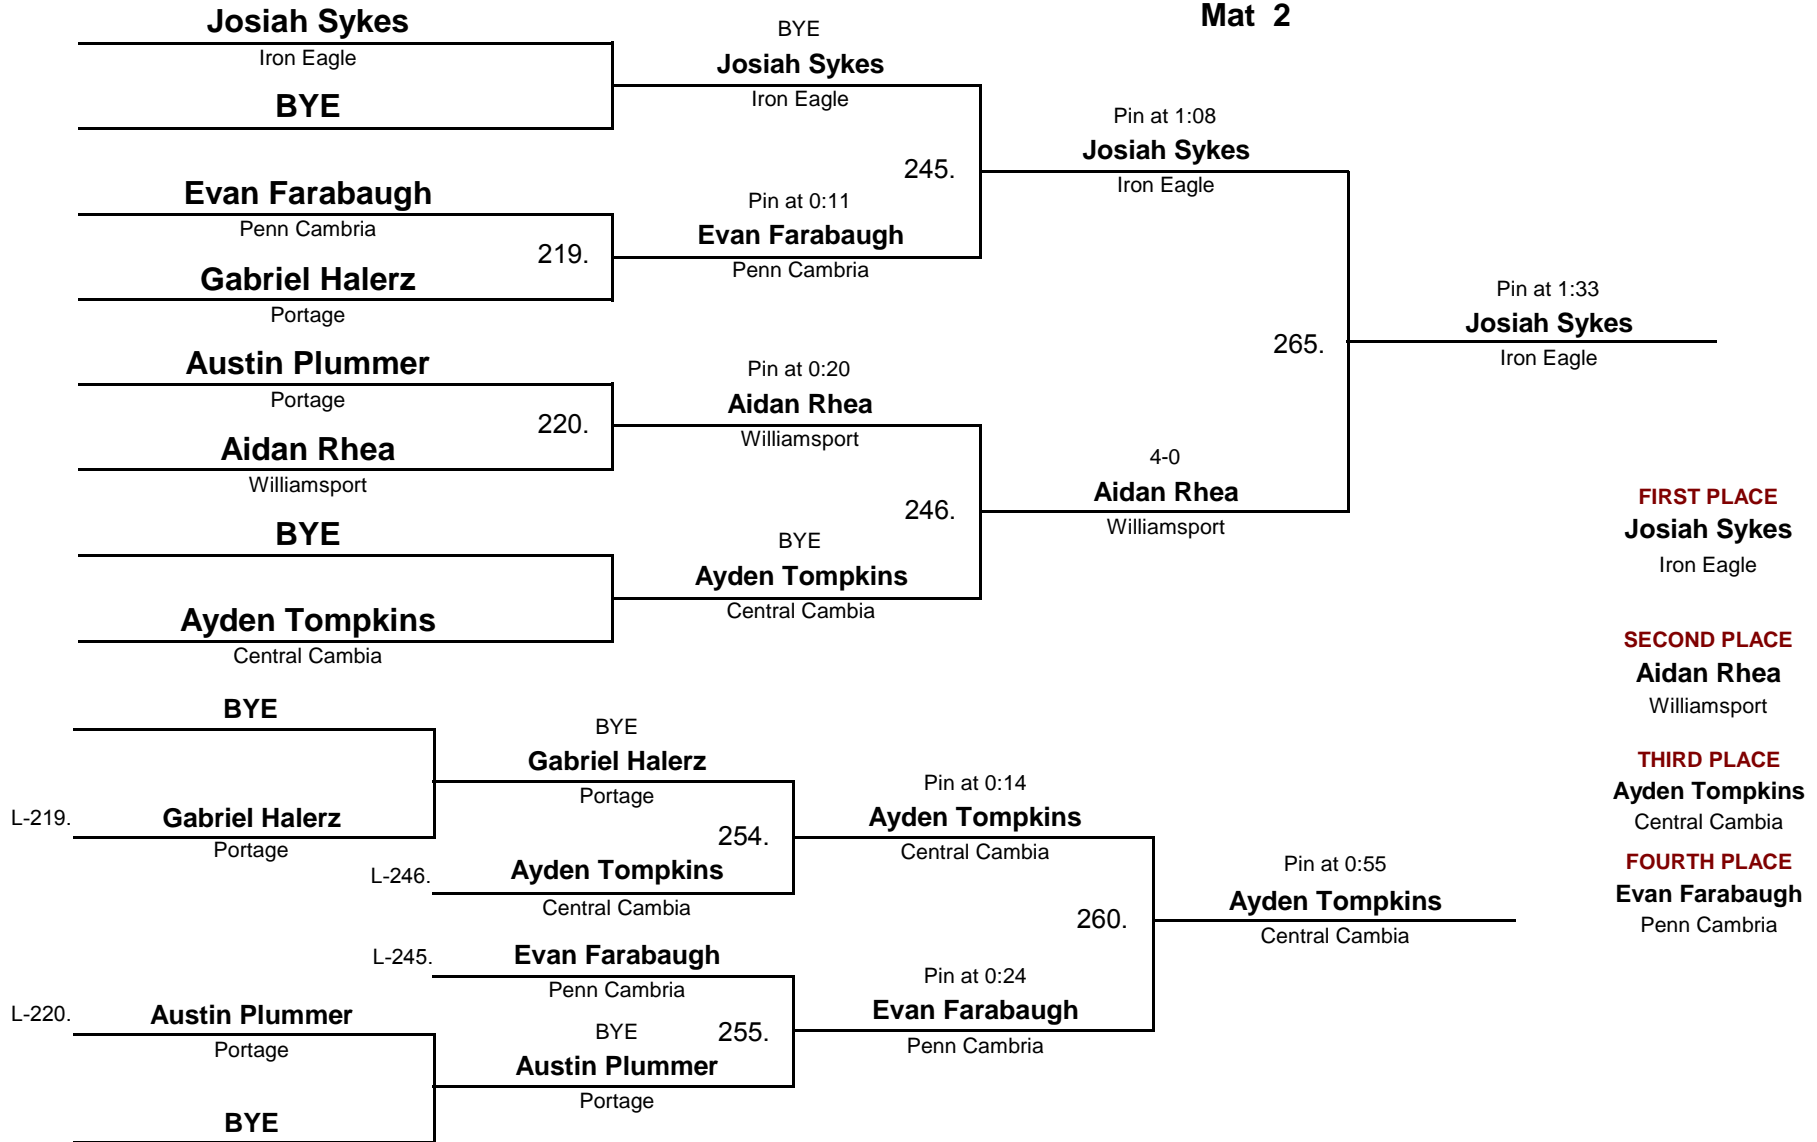 Mat 2
Josiah Sykes
Iron Eagle
BYE
BYE
Josiah Sykes
Iron Eagle
Evan Farabaugh
Penn Cambria
219.
Gabriel Halerz
Portage
Pin at 0:11
Evan Farabaugh
Penn Cambria
245.
Pin at 1:08
Josiah Sykes
Iron Eagle
Austin Plummer
Portage
220.
Aidan Rhea
Williamsport
Pin at 0:20
Aidan Rhea
Williamsport
BYE
Ayden Tompkins
Central Cambia
BYE
Ayden Tompkins
Central Cambia
246.
4-0
Aidan Rhea
Williamsport
265.
Pin at 1:33
Josiah Sykes
Iron Eagle
BYE
L-219.
Gabriel Halerz
Portage
BYE
Gabriel Halerz
Portage
254.
L-246.
Ayden Tompkins
Central Cambia
Pin at 0:14
Ayden Tompkins
Central Cambia
L-245.
Evan Farabaugh
Penn Cambria
L-220.
Austin Plummer
Portage
BYE
BYE
255.
Austin Plummer
Portage
Pin at 0:24
Evan Farabaugh
Penn Cambria
260.
Pin at 0:55
Ayden Tompkins
Central Cambia
FIRST PLACE
Josiah Sykes
Iron Eagle
SECOND PLACE
Aidan Rhea
Williamsport
THIRD PLACE
Ayden Tompkins
Central Cambia
FOURTH PLACE
Evan Farabaugh
Penn Cambria